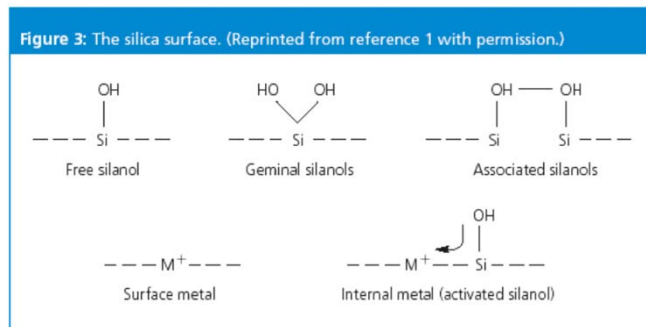 Figure 3: The silica surface. (Reprinted from reference 1 with permission.)
OH
HO OH
OH OH
Si
Si
Si Si
Free silanol
Geminal silanols
Associated silanols
OH
M+
M+ Si
Surface metal
Internal metal (activated silanol)